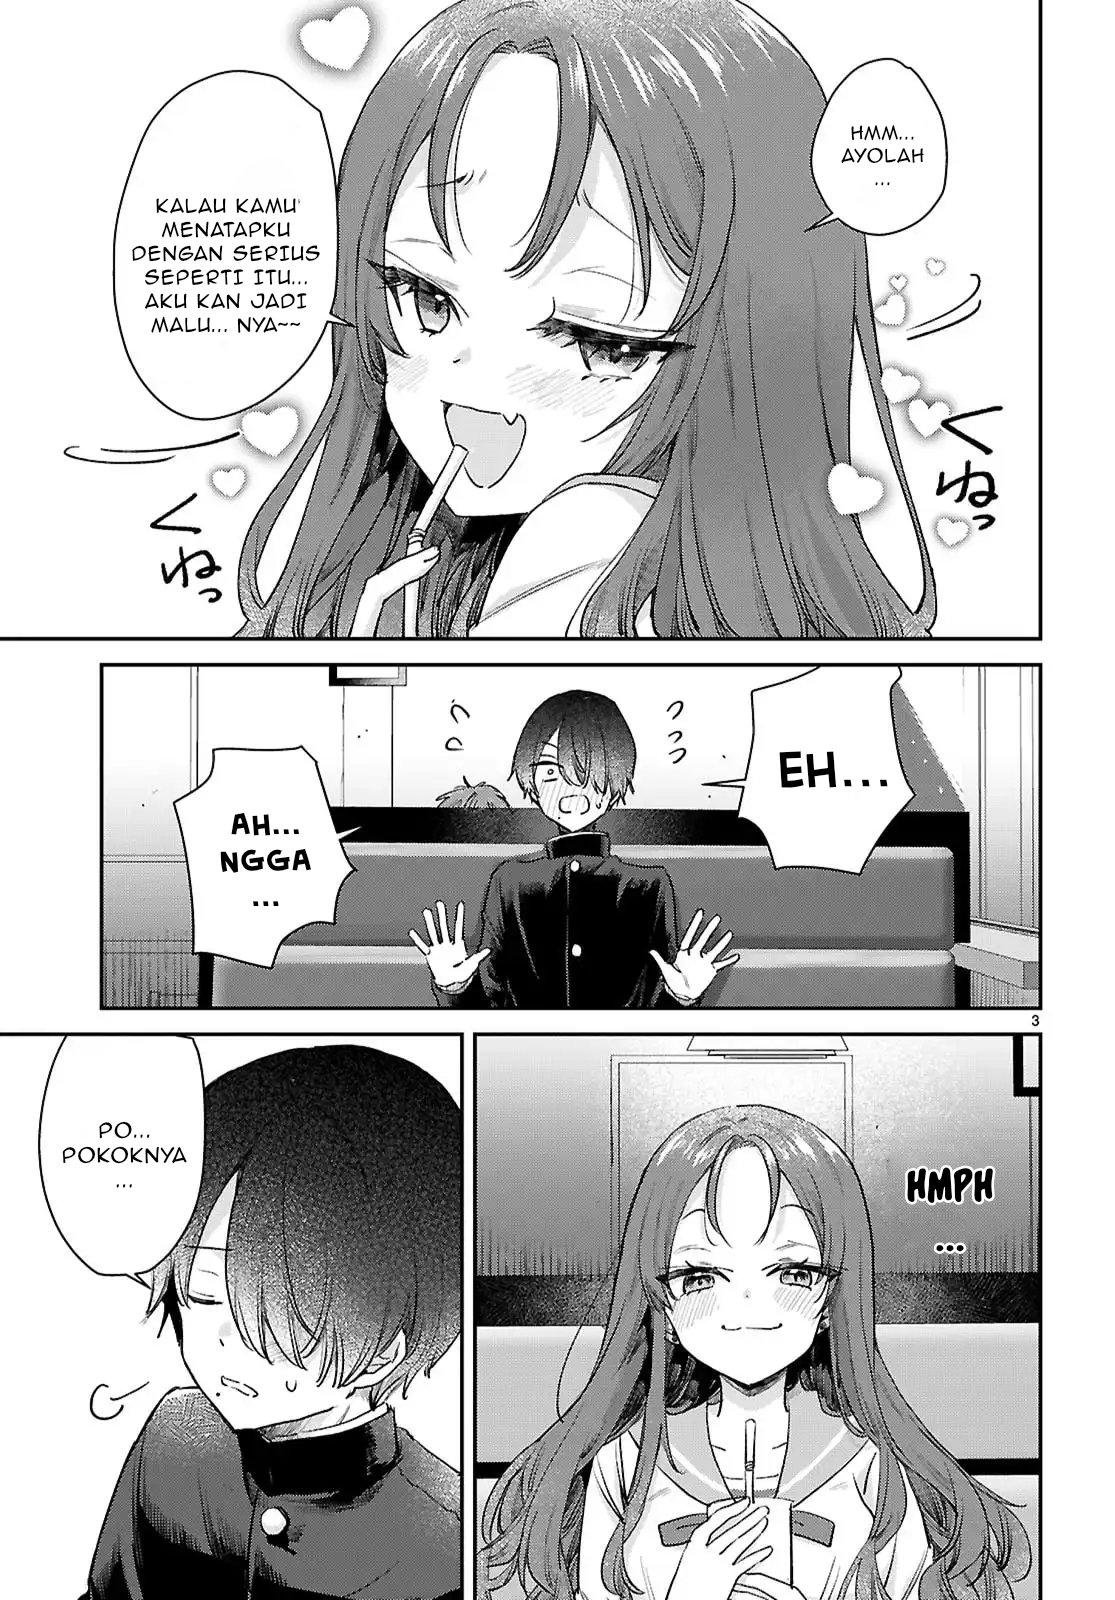 HMM...
AYOLAH
...
KALAU KAMU
MENATAPKU
DENGAN SERIUS
SEPERTI ITU...
AKU KAN JADI
MALU... NYA~~
くねっ
くねっ
EH...
AH...
NGGA
...
3
HMPH
...
PO...
POKOKNYA
...